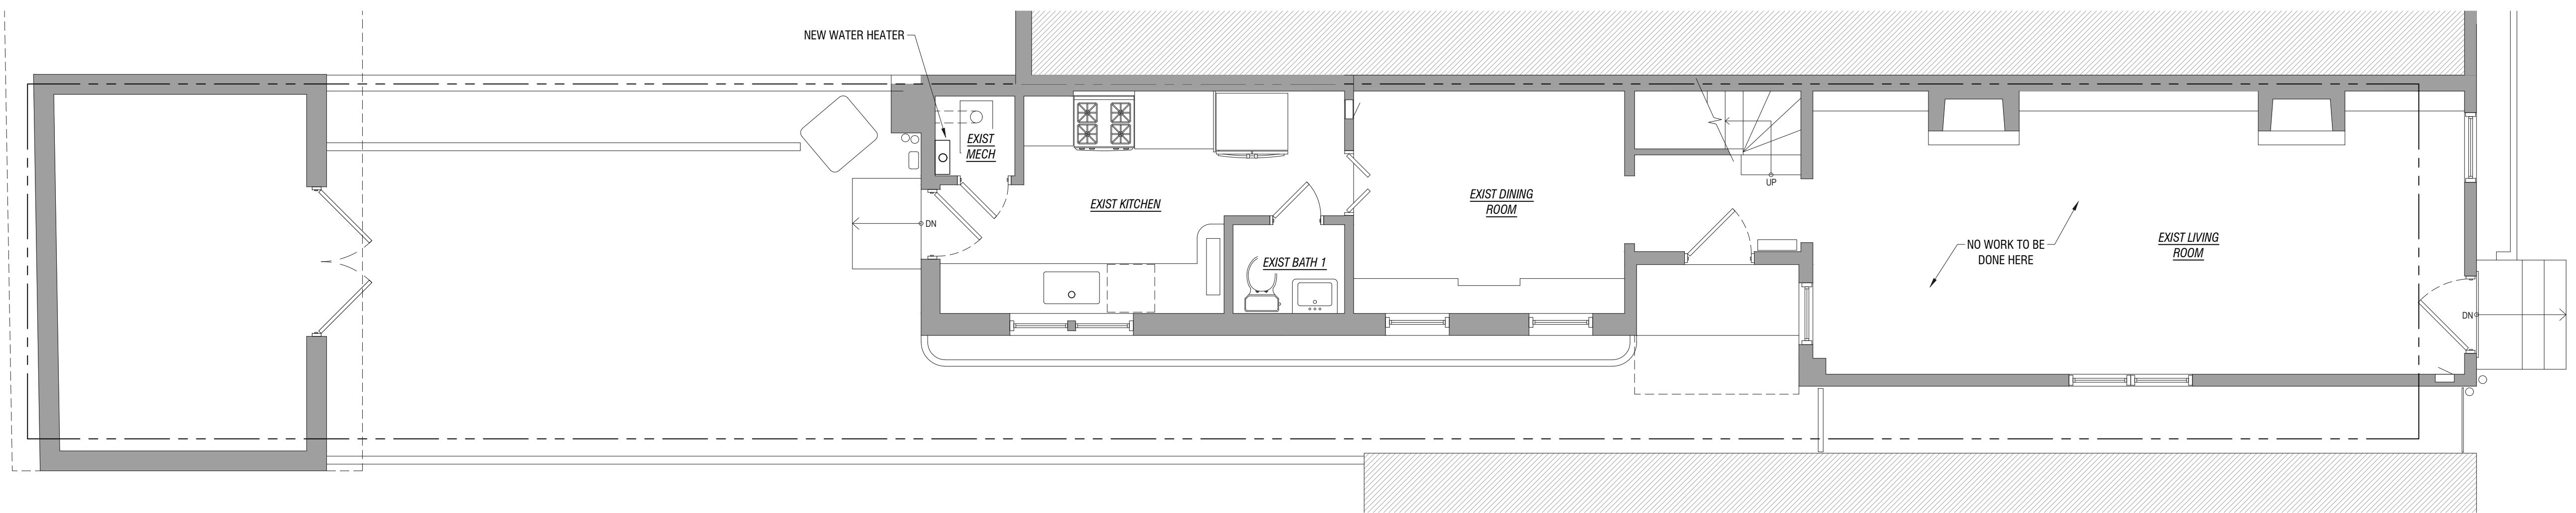 NEW WATER HEATER
EXIST
MECH
EXIST KITCHEN
DN
EXIST BATH 1
EXIST DINING
ROOM
UP
NO WORK TO BE
DONE HERE
EXIST LIVING
ROOM
DN